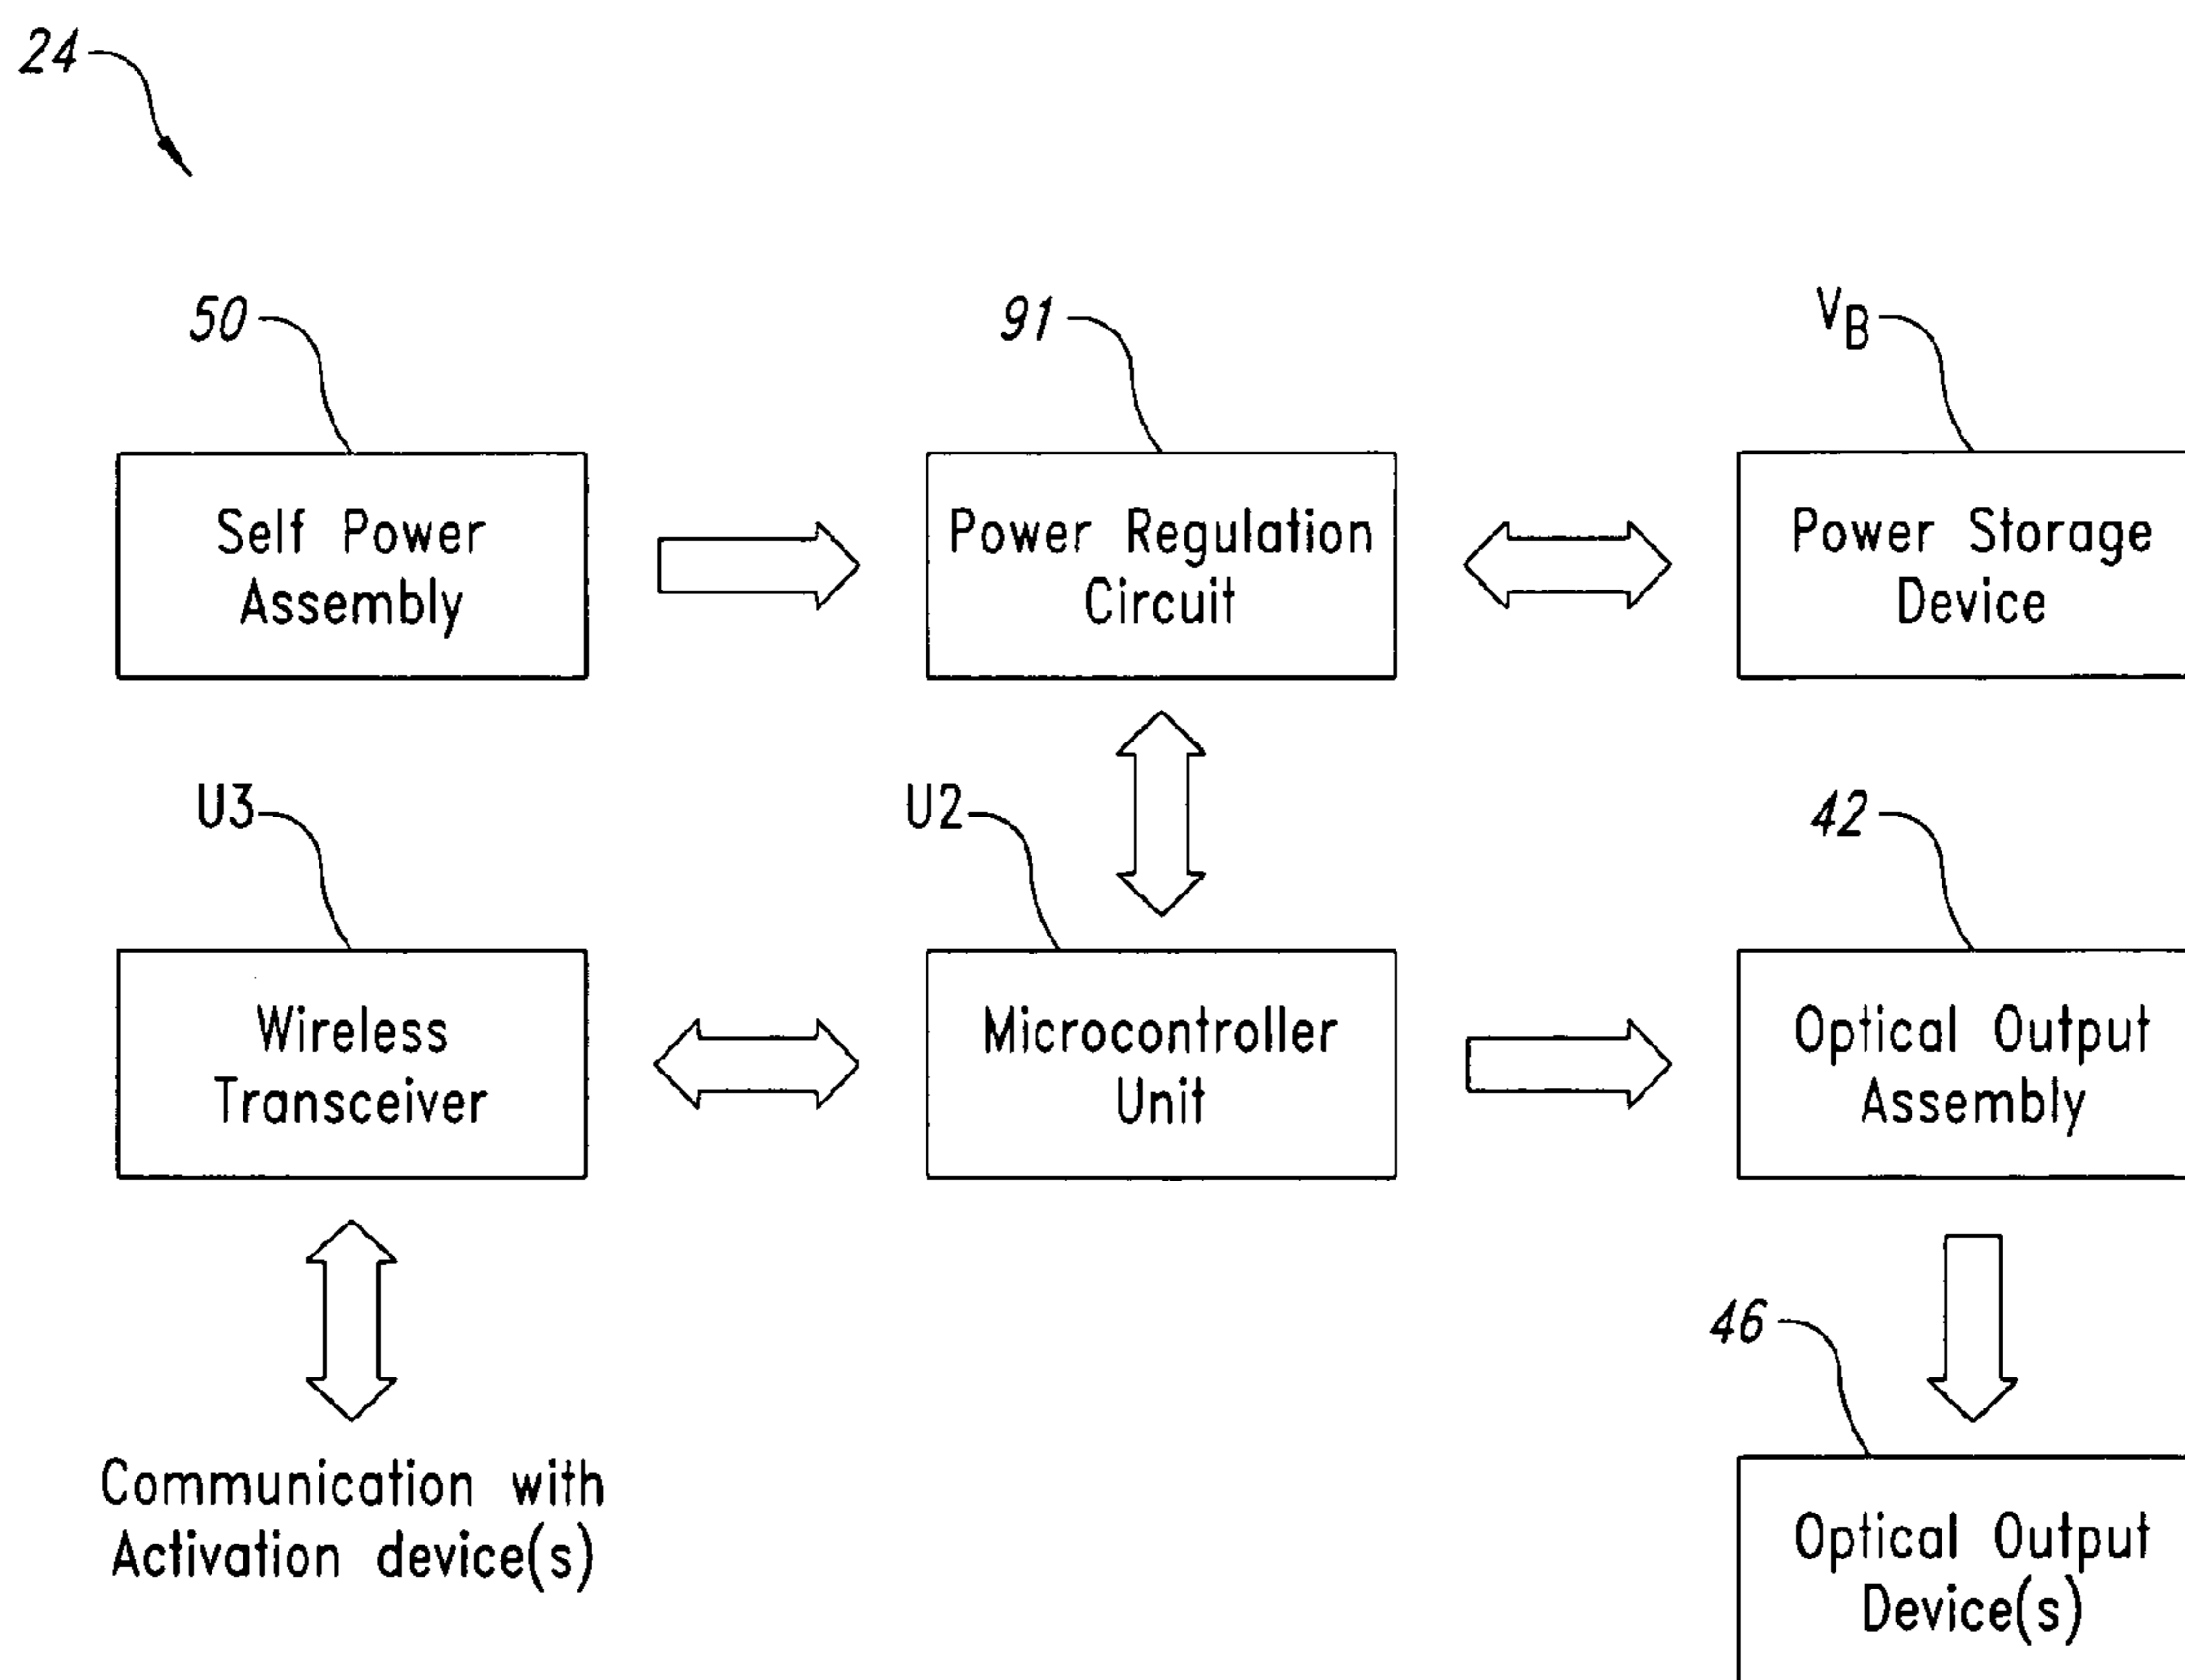 24
50
91
VB
Self Power
Assembly
Power Regulation
Circuit
Power Storage
Device
U3
U2
42
Wireless
Transceiver
Microcontroller
Unit
Optical Output
Assembly
46
Communication with
Activation device(s)
Optical Output
Device(s)